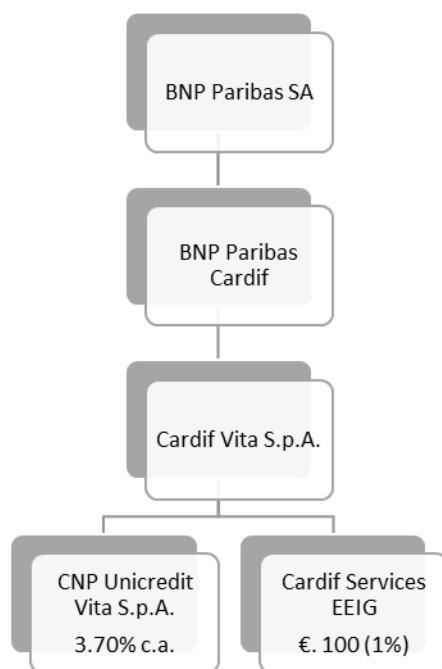 BNP Paribas SA
BNP Paribas
Cardif
Cardif Vita S.p.A.
CNP Unicredit
Vita S.p.A.
3.70% c.a.
Cardif Services
EEIG
€. 100 (1%)